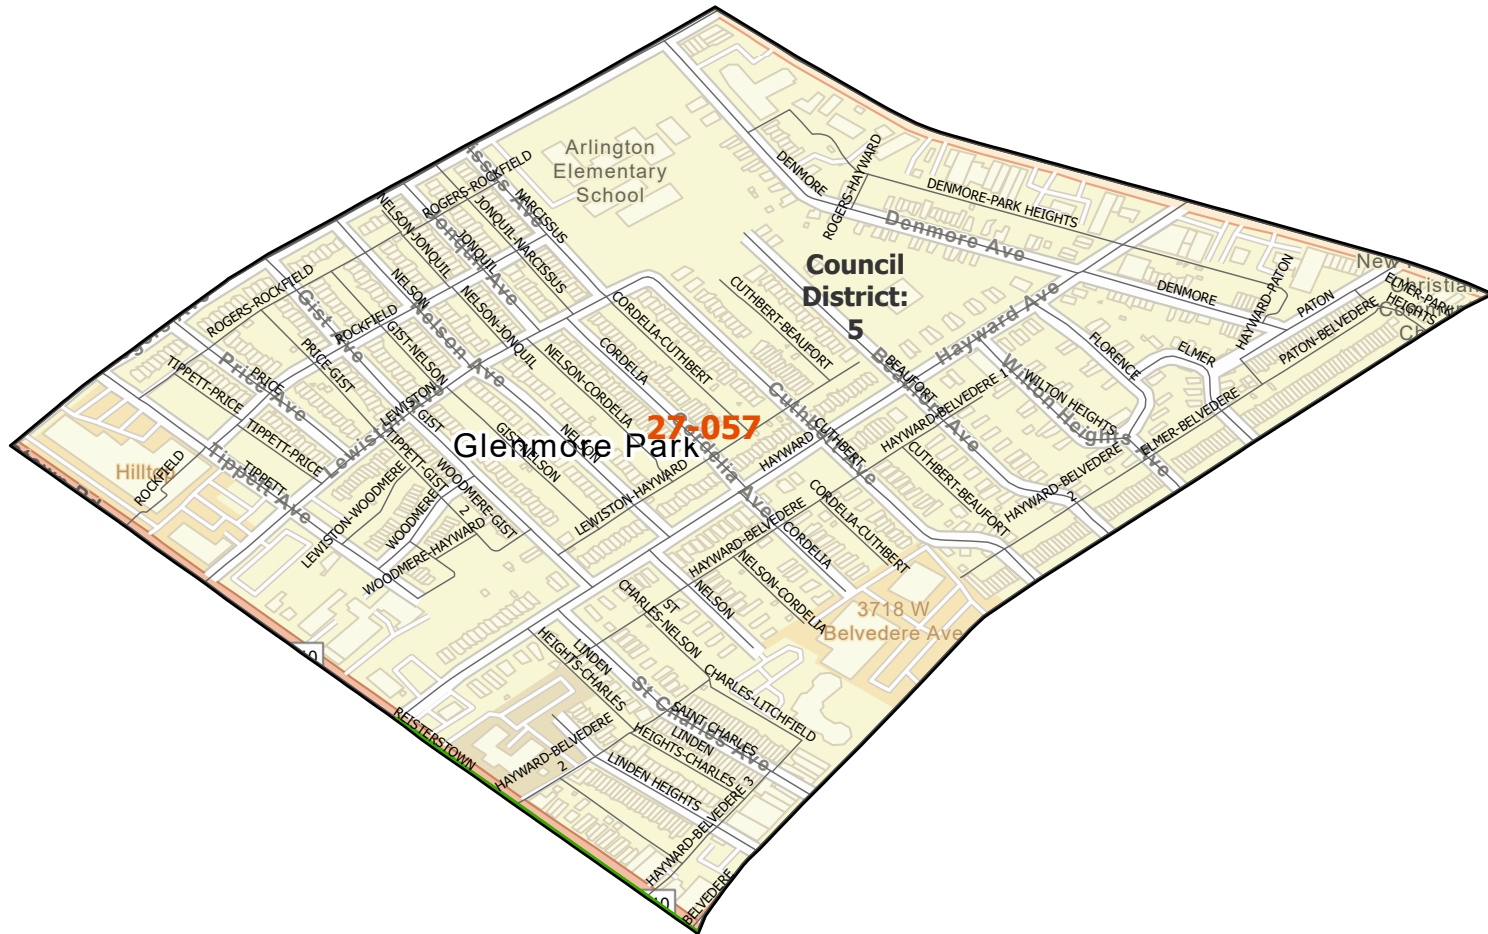 Arlington
Elementary
School
ROGERS-ROCKFIELD
NARCISSUS
NELSON-JONQUIL
JONQUIL
JONQUIL-NARCISSUS
DENMORE
ROGERS-HAYWARD
DENMORE-PARK HEIGHTS
Denmore Ave
Council
District:
5
DENMORE
HAYWARD-PATON
PATON
ELMER-PARK
HEIGHTS
PATON-BELVEDERE
ROGERS-ROCKFIELD
Gist Ave
ROCKFIELD
NELSON
Nelson Ave
GIST-NELSON
NELSON-JONQUIL
CORDELIA-CUTHBERT
CUTHBERT-BEAUFORT
Hayward Ave
FLORENCE
ELMER
TIPPETT-PRICE
Price Ave
PRICE
PRICE-GIST
NELSON-CORDELIA
CORDELIA
BEAUFORT
HAYWARD-BELVEDERE 1
Wilton Heights
Ave
WILTON HEIGHTS
LEWISTON
GIST
27-057
Glenmore Park
Cordelia Ave
Cuthbert Ave
CUTHBERT
HAYWARD
ELMER-BELVEDERE
TIPPETT-PRICE
TIPPETT-GIST
GIST-NELSON
NELSON
Hilltop
ROCKFIELD
TIPPETT
Tippett Ave
LEWISTON-WOODMERE
WOODMERE
WOODMERE-GIST
2
WOODMERE-HAYWARD
LEWISTON-HAYWARD
HAYWARD-BELVEDERE
CORDELIA-CUTHBERT
CUTHBERT-BEAUFORT
HAYWARD-BELVEDERE
2
CORDELIA
NELSON-CORDELIA
NELSON
3718 W
Belvedere Ave
ST
CHARLES-NELSON
CHARLES-LITCHFIELD
LINDEN
HEIGHTS-CHARLES
St Charles Ave
SAINT CHARLES
LINDEN
HEIGHTS-CHARLES
REISTERSTOWN
HAYWARD-BELVEDERE
2
LINDEN HEIGHTS
HAYWARD-BELVEDERE 3
BELVEDERE